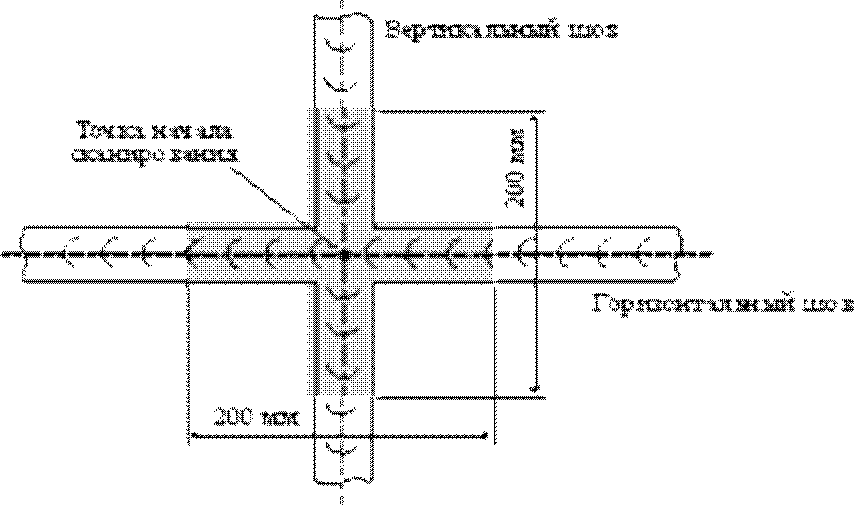 Вертикальный шов
Точка начала
сканирования
200 мм
Горизонтальный шов
200 мм